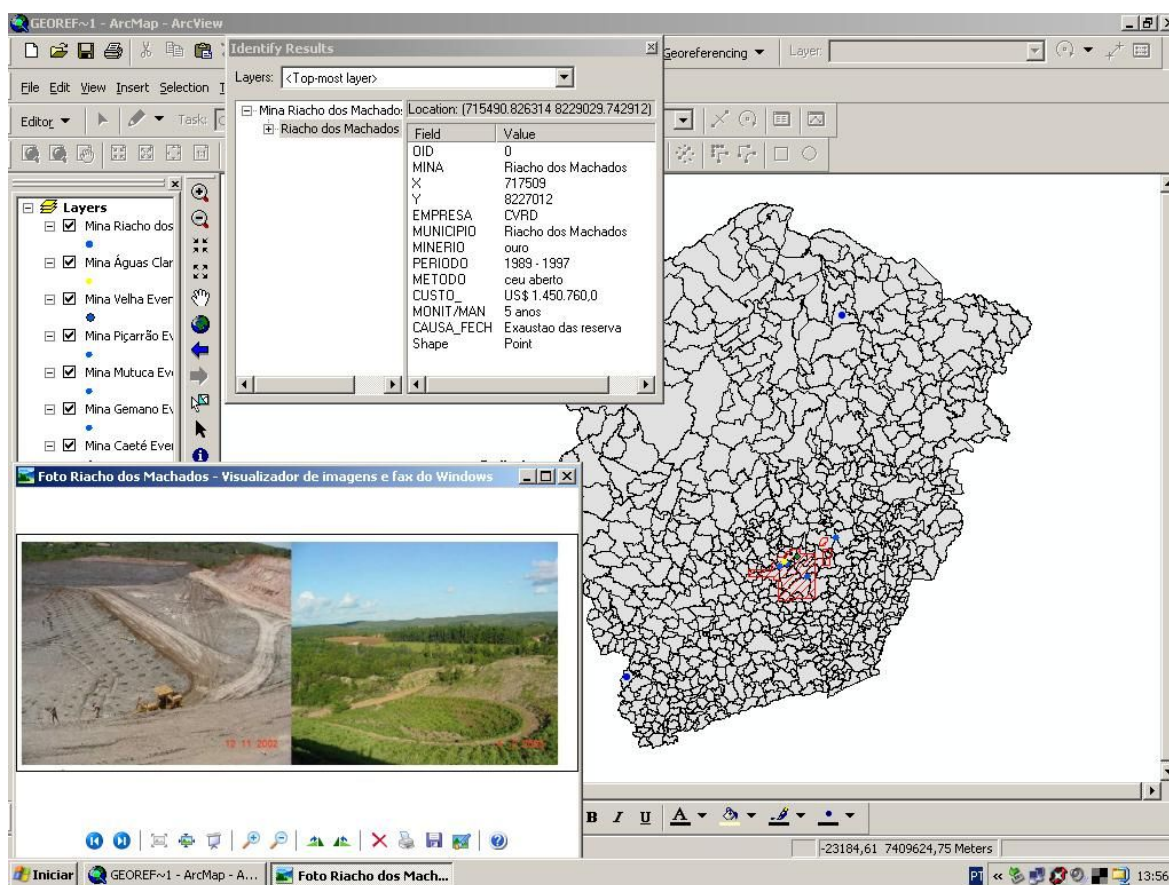 GEOREF~1 - ArcMap - ArcView
Georeferencing
Layer:
File Edit View Insert Selection
Editor
Task:
Identify Results
Layers: <Top-most layer>
Mina Riacho dos Machados
Riacho dos Machados
Location: (715490.826314 8229029.742912)
Field Value
OID 0
MINA Riacho dos Machados
X 717509
Y 8227012
EMPRESA CVRD
MUNICIPIO Riacho dos Machados
MINERIO ouro
PERIODO 1989 - 1997
METODO ceu aberto
CUSTO_ US$ 1.450.760,0
MONIT/MAN 5 anos
CAUSA_FECH Exaustao das reserva
Shape Point
Layers
Mina Riacho dos
Mina Águas Clar
Mina Velha Ever
Mina Piçarrão Ev
Mina Mutuca Eve
Mina Gemano Ev
Mina Caeté Ever
Foto Riacho dos Machados - Visualizador de imagens e fax do Windows
12 11 2002
B I U A
-23184,61 7409624,75 Meters
Iniciar
GEOREF~1 - ArcMap - A...
Foto Riacho dos Mach...
PT
13:56